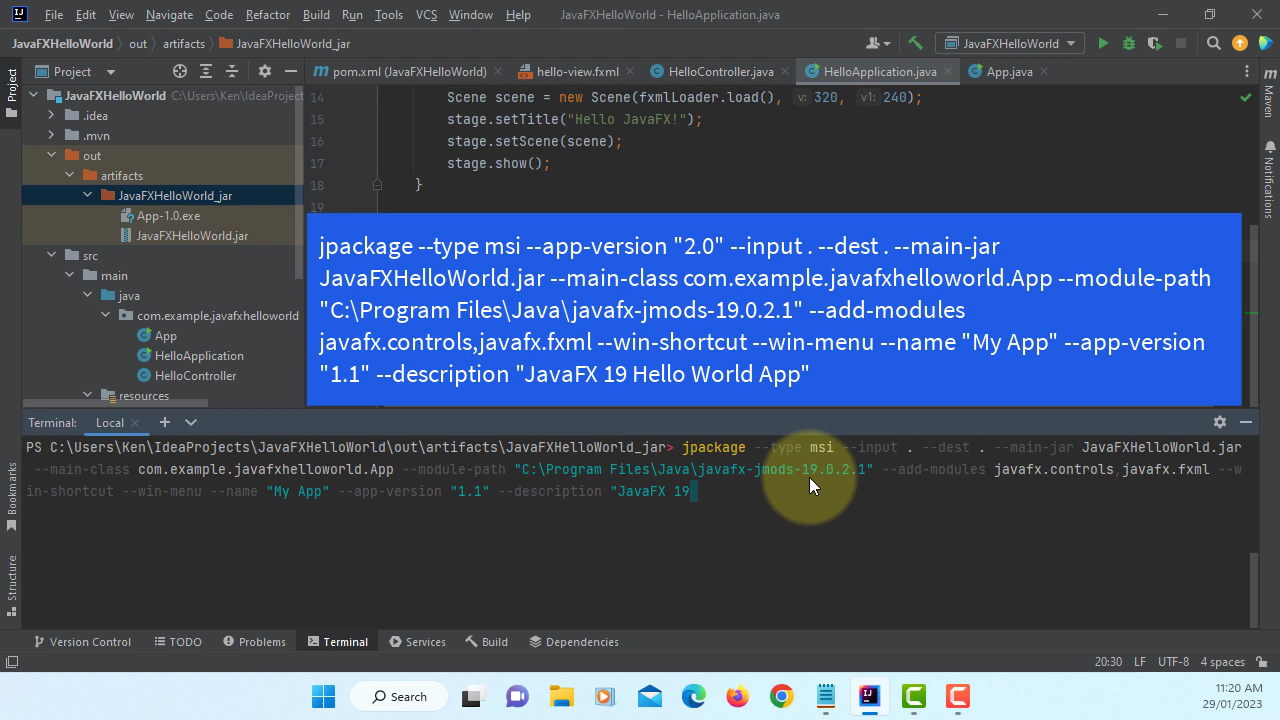 File Edit View Navigate Code Refactor Build Run Tools VCS Window Help JavaFXHelloWorld - HelloApplication.java
JavaFXHelloWorld out artifacts JavaFXHelloWorld_jar JavaFXHelloWorld
Project pom.xml (JavaFXHelloWorld) hello-view.fxml HelloController.java HelloApplication.java App.java
Project
JavaFXHelloWorld C:\Users\Ken\IdeaProject
.idea
.mvn
out
artifacts
JavaFXHelloWorld_jar
App-1.0.exe
JavaFXHelloWorld.jar
src
main
java
com.example.javafxhelloworld
App
HelloApplication
HelloController
resources
14 Scene scene = new Scene(fxmlLoader.load(), v: 320, v1: 240);
15 stage.setTitle("Hello JavaFX!");
16 stage.setScene(scene);
17 stage.show();
18 }
19
Maven
Notifications
jpackage --type msi --app-version "2.0" --input . --dest . --main-jar
JavaFXHelloWorld.jar --main-class com.example.javafxhelloworld.App --module-path
"C:\Program Files\Java\javafx-jmods-19.0.2.1" --add-modules
javafx.controls,javafx.fxml --win-shortcut --win-menu --name "My App" --app-version
"1.1" --description "JavaFX 19 Hello World App"
Terminal: Local
PS C:\Users\Ken\IdeaProjects\JavaFXHelloWorld\out\artifacts\JavaFXHelloWorld_jar> jpackage --type msi --input . --dest . --main-jar JavaFXHelloWorld.jar
--main-class com.example.javafxhelloworld.App --module-path "C:\Program Files\Java\javafx-jmods-19.0.2.1" --add-modules javafx.controls,javafx.fxml --w
in-shortcut --win-menu --name "My App" --app-version "1.1" --description "JavaFX 19
Bookmarks
Structure
Version Control TODO Problems Terminal Services Build Dependencies
20:30 LF UTF-8 4 spaces
Search
11:20 AM
29/01/2023